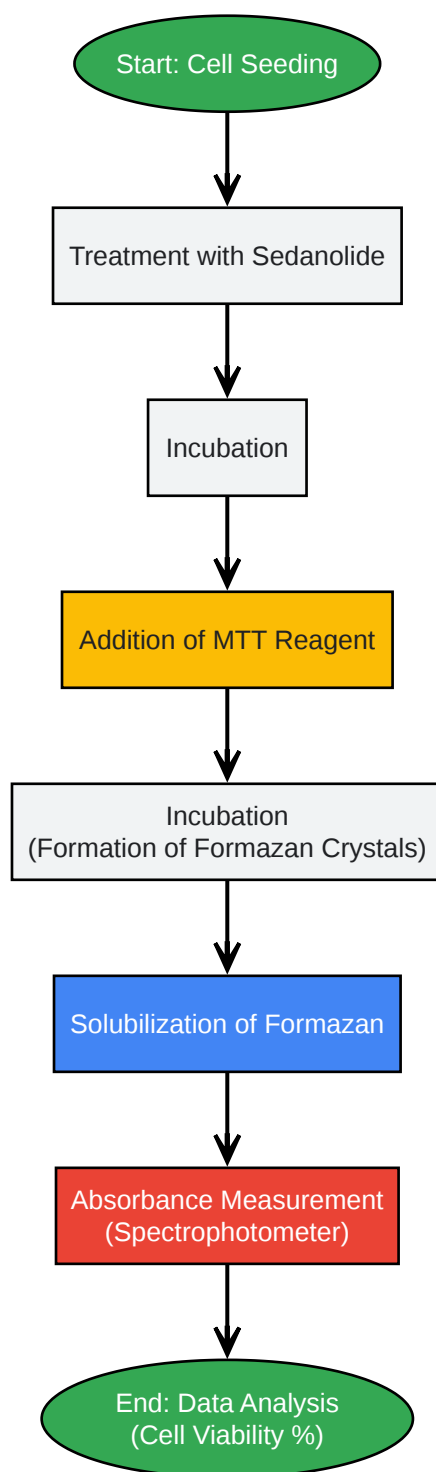 Start: Cell Seeding
Treatment with Sedanolide
Incubation
Addition of MTT Reagent
Incubation
(Formation of Formazan Crystals)
Solubilization of Formazan
Absorbance Measurement
(Spectrophotometer)
End: Data Analysis
(Cell Viability %)